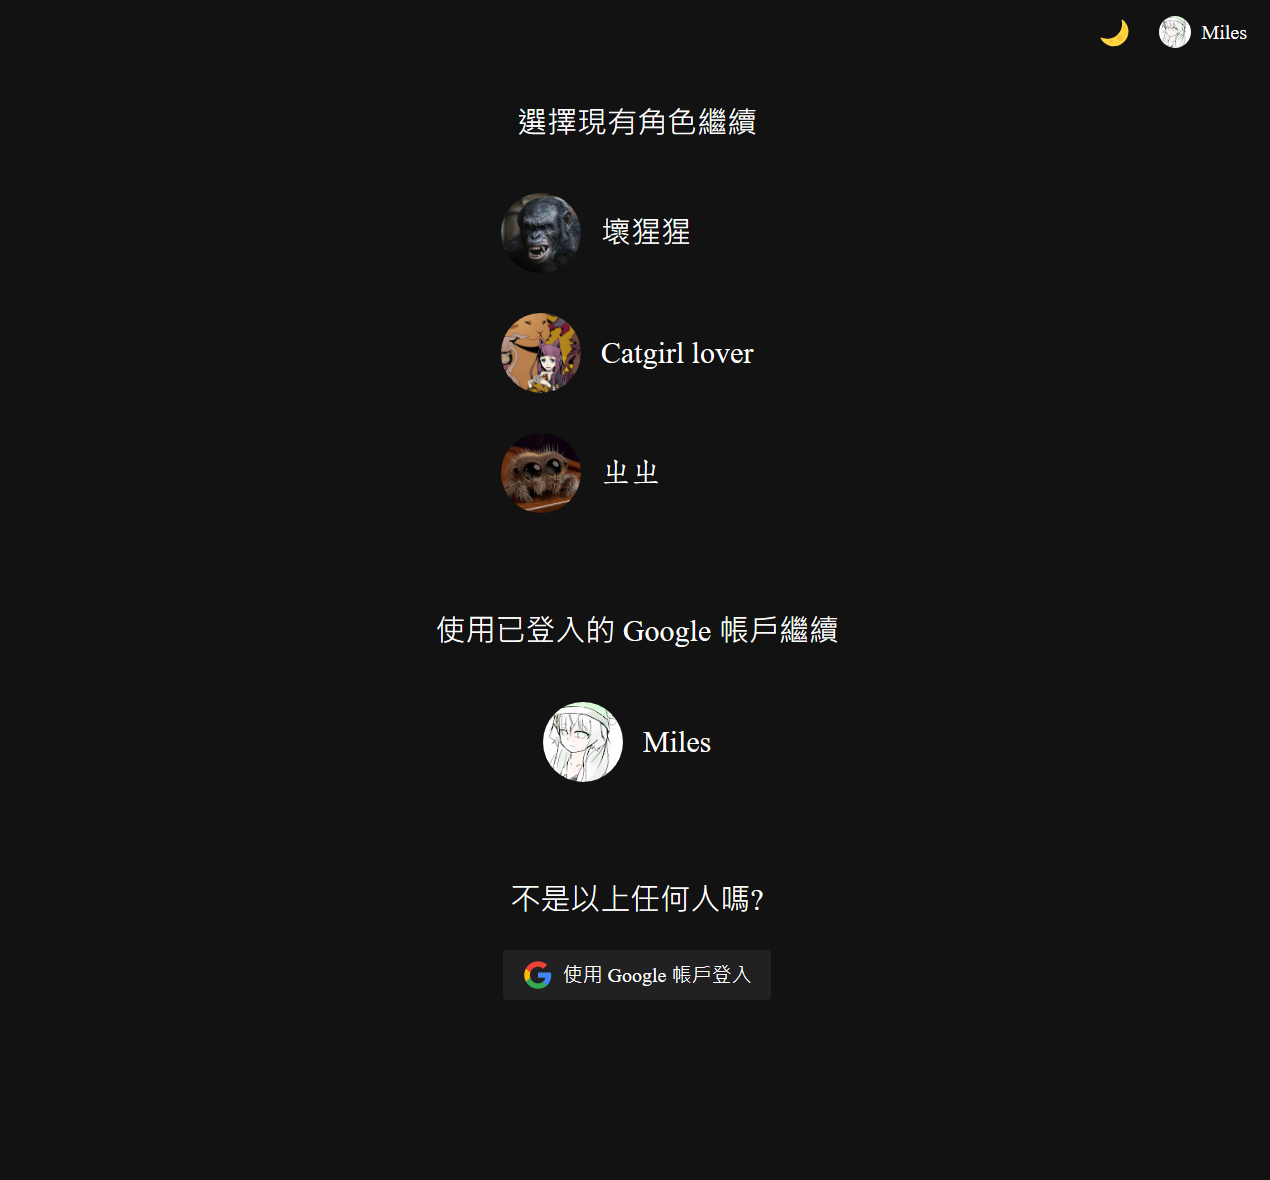 Miles
選擇現有角色繼續
壞猩猩
Catgirl lover
㞢㞢
使用已登入的 Google 帳戶繼續
Miles
不是以上任何人嗎?
使用 Google 帳戶登入